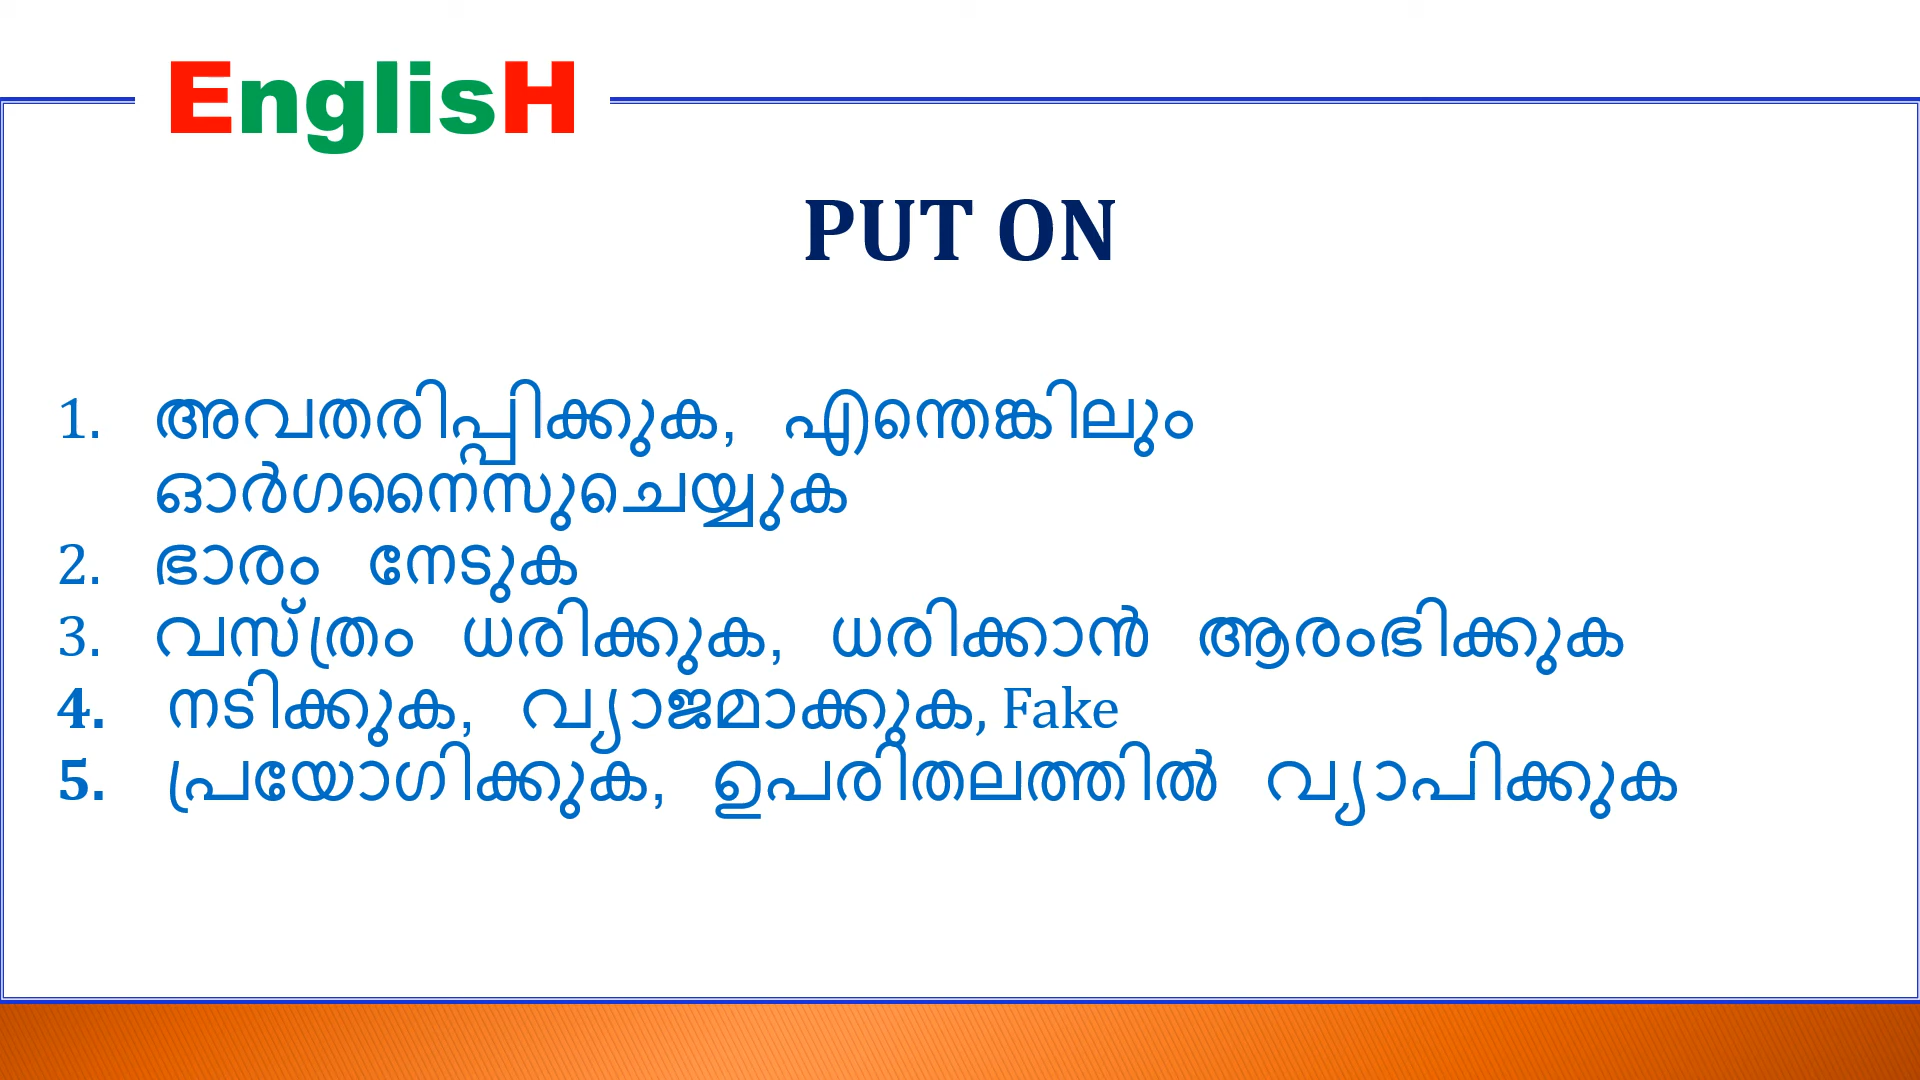 EnglisH
PUT ON
1. അവതരിപ്പിക്കുക, എന്തെങ്കിലും
ഓർഗനൈസുചെയ്യുക
2. ഭാരം നേടുക
3. വസ്ത്രം ധരിക്കുക, ധരിക്കാൻ ആരംഭിക്കുക
4. നടിക്കുക, വ്യാജമാക്കുക, Fake
5. പ്രയോഗിക്കുക, ഉപരിതലത്തിൽ വ്യാപിക്കുക